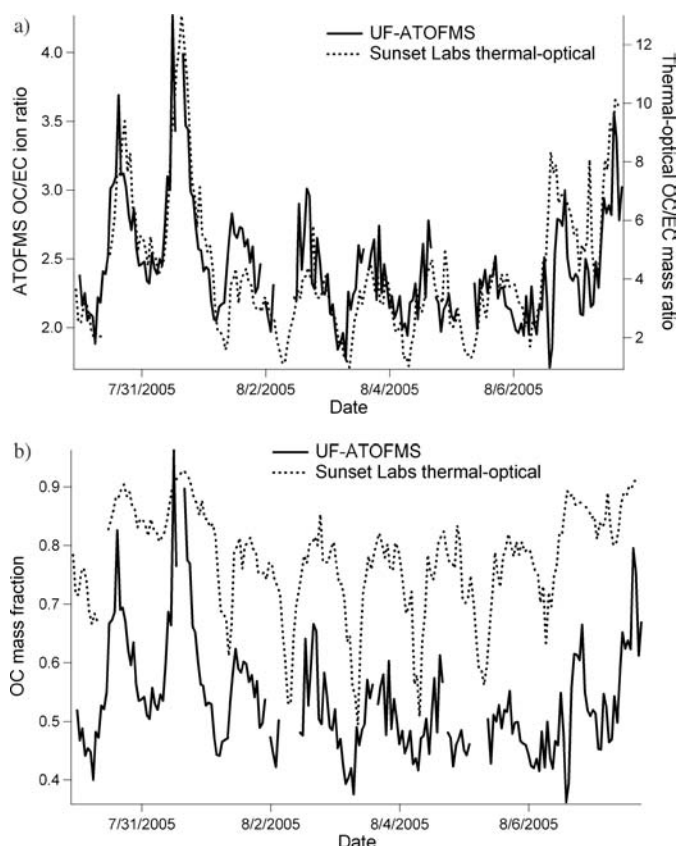 a)
UF-ATOFMS
Sunset Labs thermal-optical
4.0
3.5
3.0
2.5
2.0
ATOFMS OC/EC ion ratio
12
10
8
6
4
2
Thermal-optical OC/EC mass ratio
7/31/2005 8/2/2005 8/4/2005 8/6/2005
Date
b)
UF-ATOFMS
Sunset Labs thermal-optical
0.9
0.8
0.7
0.6
0.5
0.4
OC mass fraction
7/31/2005 8/2/2005 8/4/2005 8/6/2005
Date